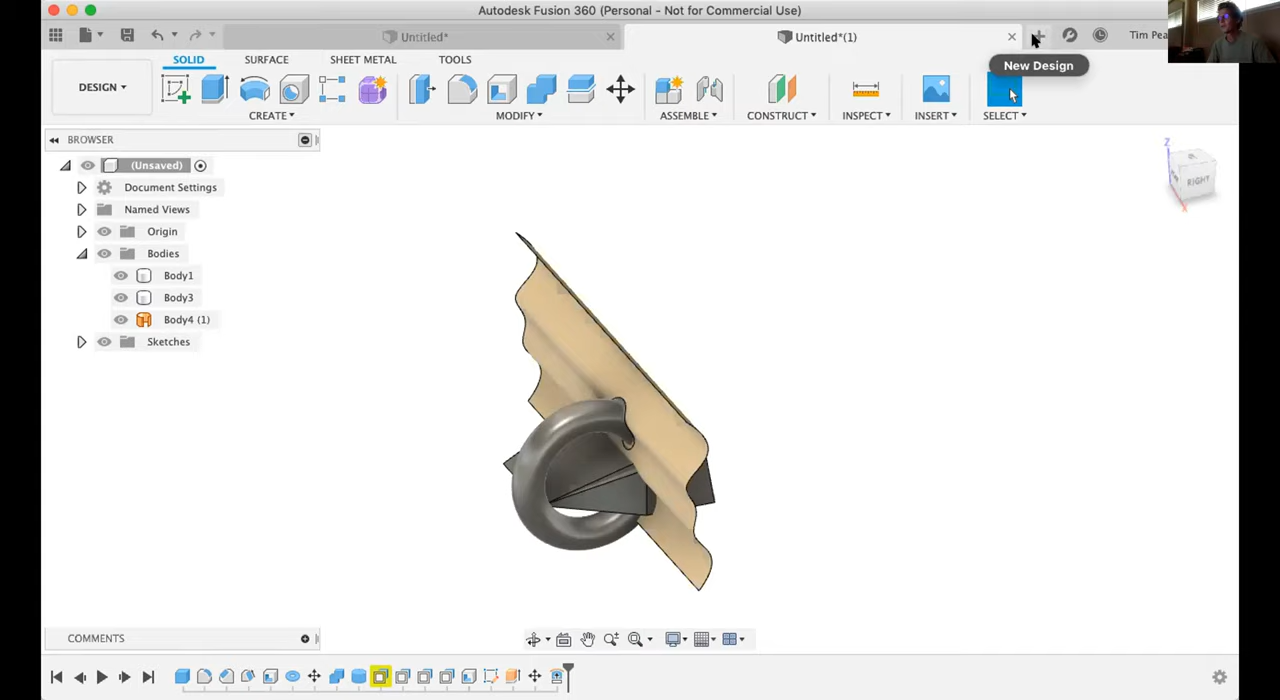 Autodesk Fusion 360 (Personal - Not for Commercial Use)
Untitled*
Untitled*(1)
Tim Pea
New Design
DESIGN
SOLID
SURFACE
SHEET METAL
TOOLS
CREATE
MODIFY
ASSEMBLE
CONSTRUCT
INSPECT
INSERT
SELECT
BROWSER
(Unsaved)
Document Settings
Named Views
Origin
Bodies
Body1
Body3
Body4 (1)
Sketches
Z
RIGHT
X
COMMENTS